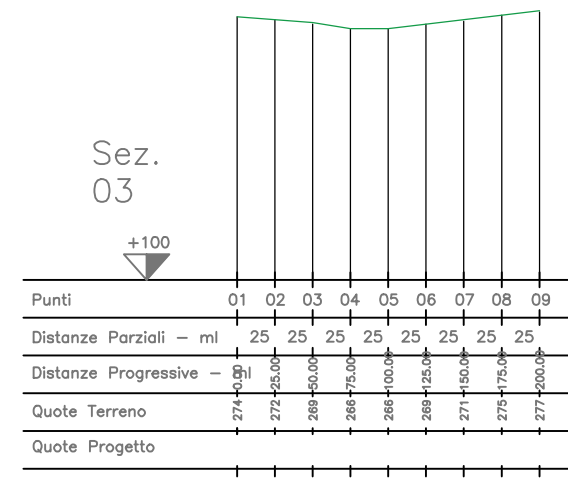 Sez.
03
+100
Punti 01 02 03 04 05 06 07 08 09
Distanze Parziali – ml 25 25 25 25 25 25 25 25
Distanze Progressive – ml 0.00 25.00 50.00 75.00 100.00 125.00 150.00 175.00 200.00
Quote Terreno 274 272 269 266 266 269 271 275 277
Quote Progetto